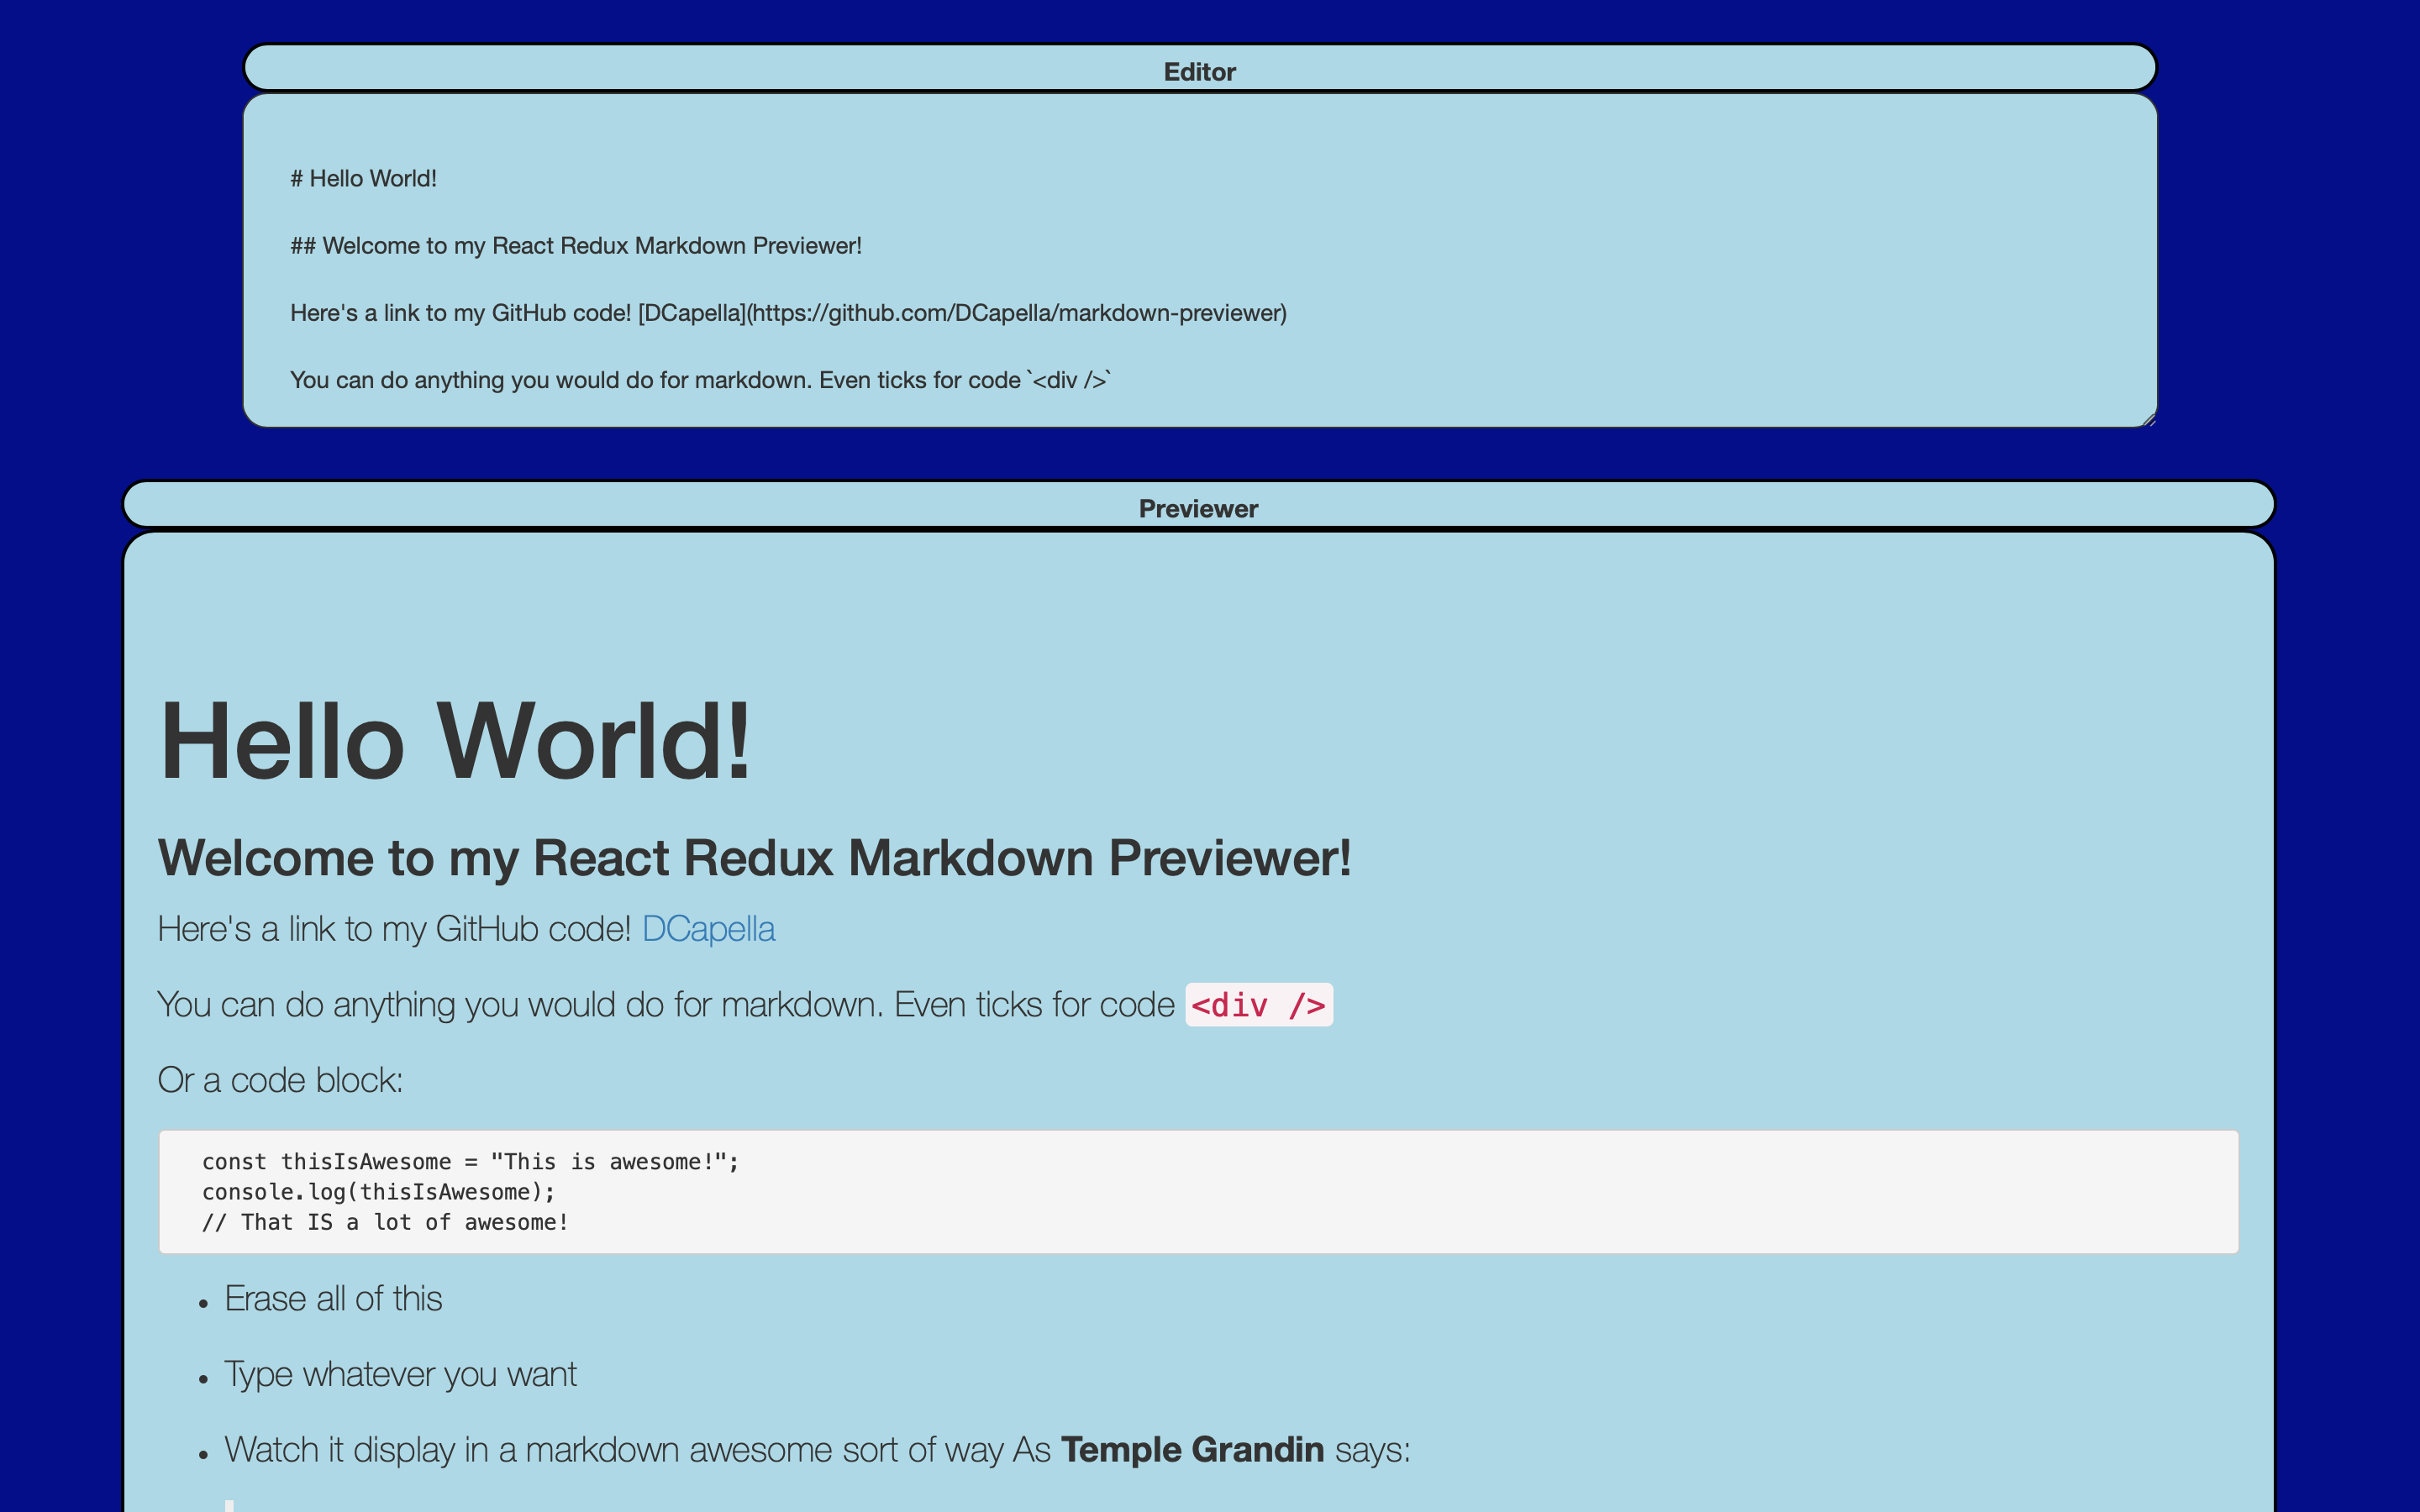 Editor
# Hello World!
## Welcome to my React Redux Markdown Previewer!
Here's a link to my GitHub code! [DCapella](https://github.com/DCapella/markdown-previewer)
You can do anything you would do for markdown. Even ticks for code `<div />`
Previewer
Hello World!
Welcome to my React Redux Markdown Previewer!
Here's a link to my GitHub code! DCapella
You can do anything you would do for markdown. Even ticks for code <div />
Or a code block:
const thisIsAwesome = "This is awesome!";
console.log(thisIsAwesome);
// That IS a lot of awesome!
• Erase all of this
• Type whatever you want
• Watch it display in a markdown awesome sort of way As Temple Grandin says: